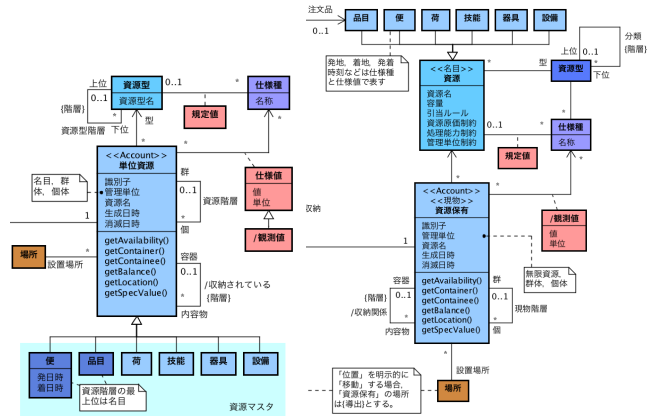 資源型
資源型名
上位
0..1
{階層}
*
資源型階層
下位
型
0..1
*
仕様種
名称
規定値
*
*
*
*
<<Account>>
単位資源
識別子
管理単位
資源名
生成日時
消滅日時
getAvailability()
getContainer()
getContainee()
getBalance()
getLocation()
getSpecValue()
名目，群
体，個体
1
群
0..1
資源階層
*
個
仕様値
値
単位
/観測値
場所
*
設置場所
容器
0..1
/収納されている
{階層}
*
内容物
便
発日時
着日時
品目
荷
技能
器具
設備
資源階層の最
上位は名目
資源マスタ
注文品
0..1
*
品目
便
荷
技能
器具
設備
発地，着地，発着
時刻などは仕様種
と仕様値で表す
<<名目>>
資源
資源名
容量
引当ルール
資源原価制約
処理能力制約
管理単位制約
*
型
資源型
上位
0..1
分類
{階層}
*
下位
*
0..1
*
仕様種
名称
規定値
*
*
*
収納
1
<<Account>>
<<現物>>
資源保有
識別子
管理単位
資源名
生成日時
消滅日時
getAvailability()
getContainer()
getContainee()
getBalance()
getLocation()
getSpecValue()
/観測値
値
単位
無限資源，
群体，個体
容器
{階層}
0..1
/収納関係
*
内容物
群
0..1
現物階層
*
個
*
設置場所
場所
「位置」を明示的に
「移動」する場合，
「資源保有」の場所
は{導出}とする。